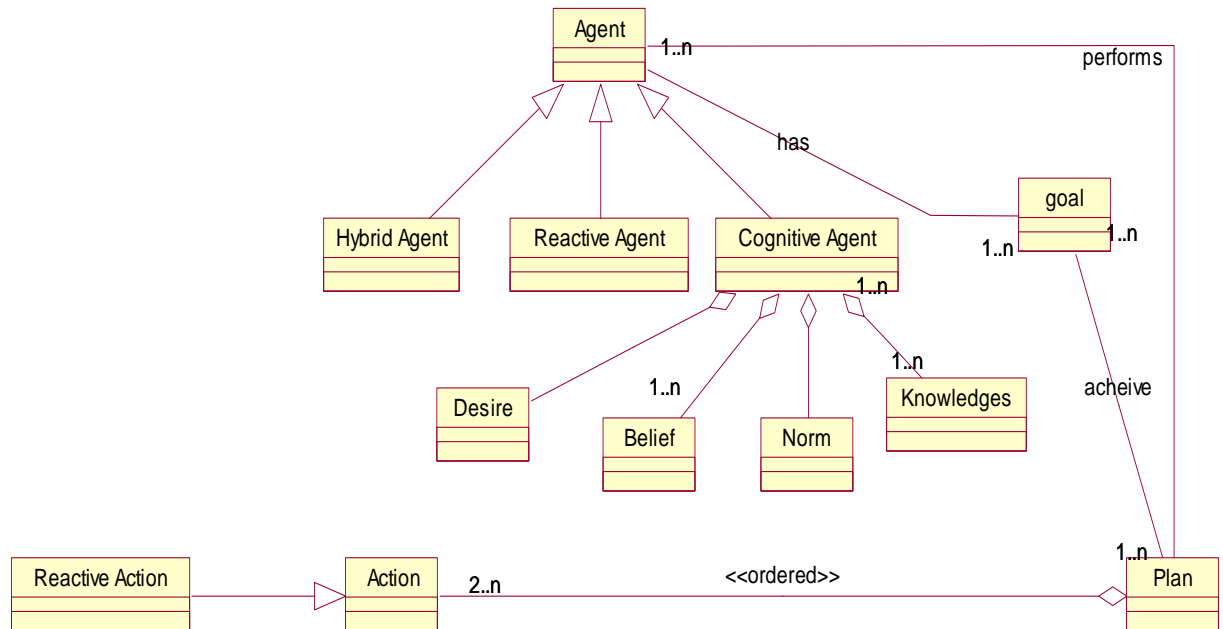 Agent
1..n
performs
has
goal
1..n
1..n
Hybrid Agent
Reactive Agent
Cognitive Agent
1..n
1..n
1..n
Desire
Belief
Norm
Knowledges
acheive
1..n
Reactive Action
Action
2..n
<<ordered>>
Plan